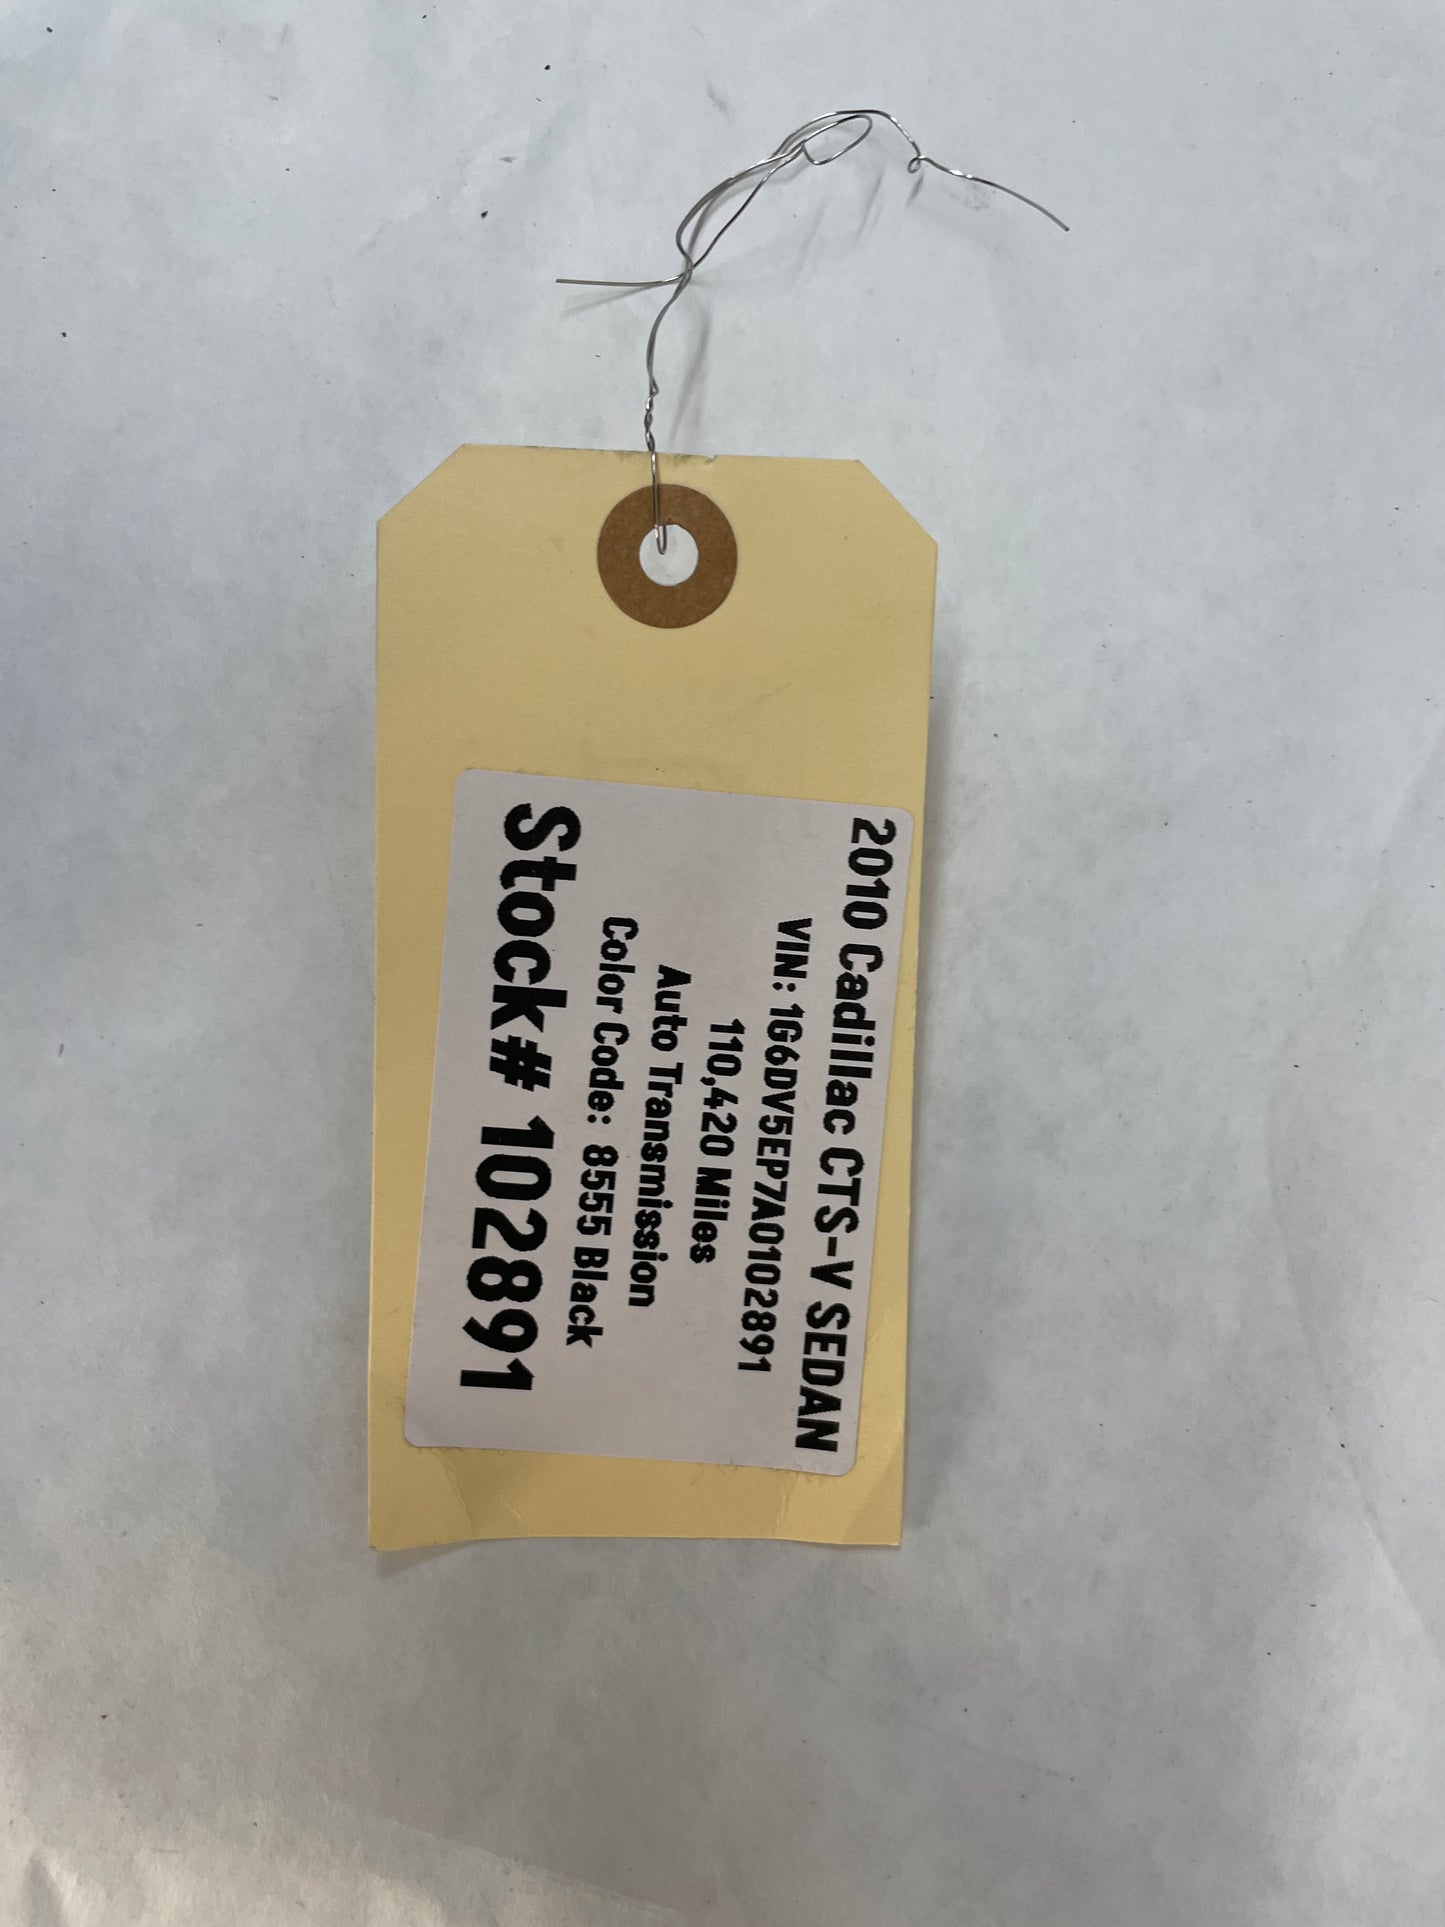 2010 Cadillac CTS-V SEDAN
VIN: 1G6DV5EP7A0102891
110,420 Miles
Auto Transmission
Color Code: 8555 Black
Stock# 102891